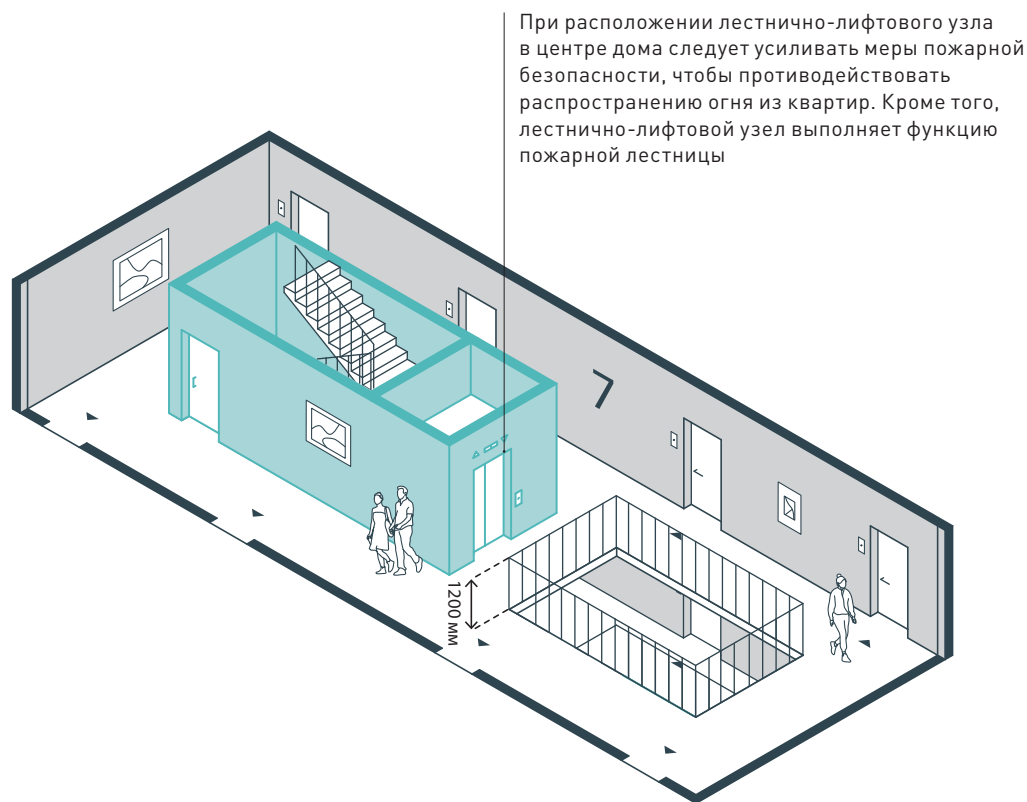 При расположении лестнично-лифтового узла
в центре дома следует усиливать меры пожарной
безопасности, чтобы противодействовать
распространению огня из квартир. Кроме того,
лестнично-лифтовой узел выполняет функцию
пожарной лестницы
7
1200 мм